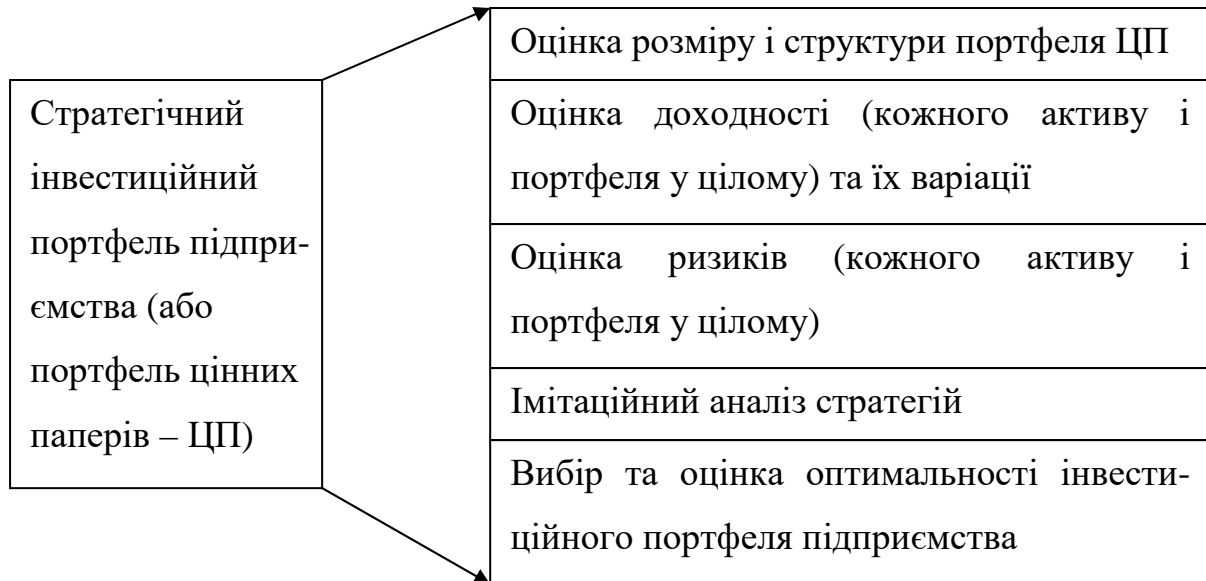 Стратегічний
інвестиційний
портфель підпри-
ємства (або
портфель цінних
паперів – ЦП)
Оцінка розміру і структури портфеля ЦП
Оцінка доходності (кожного активу і
портфеля у цілому) та їх варіації
Оцінка ризиків (кожного активу і
портфеля у цілому)
Імітаційний аналіз стратегій
Вибір та оцінка оптимальності інвести-
ційного портфеля підприємства